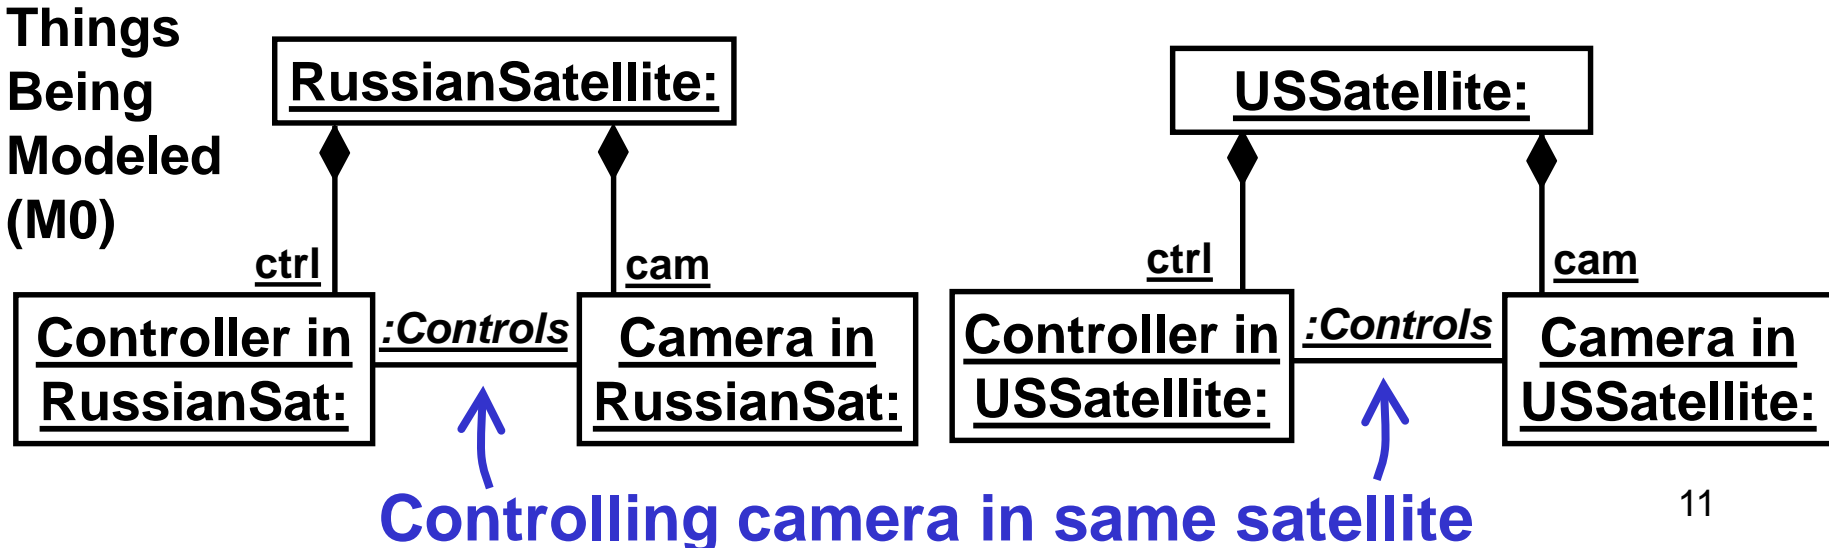 Things
Being
Modeled
(M0)
RussianSatellite:
ctrl
cam
Controller in
RussianSat:
:Controls
Camera in
RussianSat:
USSatellite:
ctrl
cam
Controller in
USSatellite:
:Controls
Camera in
USSatellite:
Controlling camera in same satellite
11